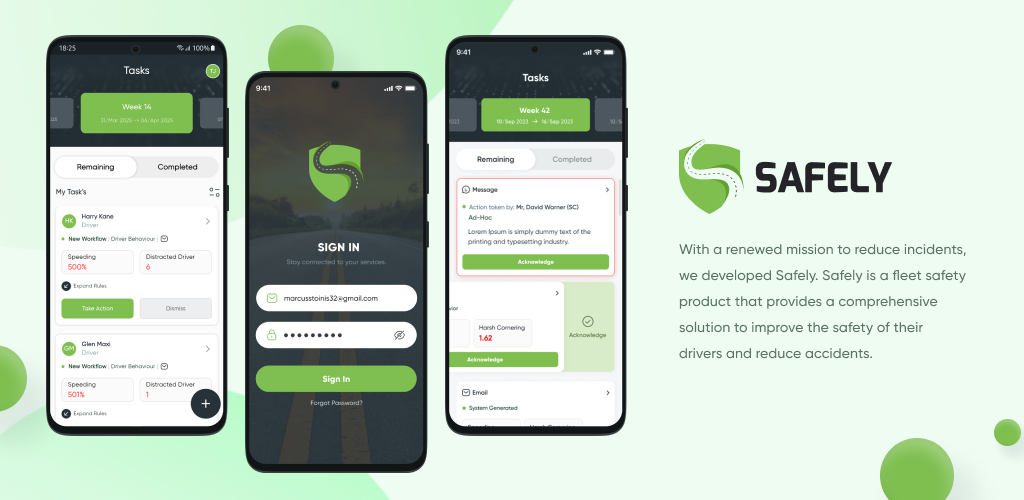 18:25
100%
Tasks
TJ
Week 14
31/Mar 2025 -> 06/Apr 2025
Remaining
Completed
My Task's
HK
Harry Kane
Driver
New Workflow | Driver Behaviour |
Speeding
500%
Distracted Driver
6
Expand Rules
Take Action
Dismiss
GM
Glen Maxi
Driver
New Workflow | Driver Behaviour |
Speeding
501%
Distracted Driver
1
+
Expand Rules
9:41
SIGN IN
Stay connected to your services.
marcusstoinis32@gmail.com
Sign In
Forgot Password?
9:41
Tasks
2023
Week 42
10/Sep 2023 → 16/Sep 2023
Remaining
Completed
Message
Action token by: Mr, David Warner (SC)
Ad-Hoc
Lorem Ipsum is simply dummy text of the
printing and typesetting industry.
Acknowledge
Harsh Cornering
1.62
Acknowledge
Acknowledge
Email
System Generated
SAFELY
With a renewed mission to reduce incidents,
we developed Safely. Safely is a fleet safety
product that provides a comprehensive
solution to improve the safety of their
drivers and reduce accidents.